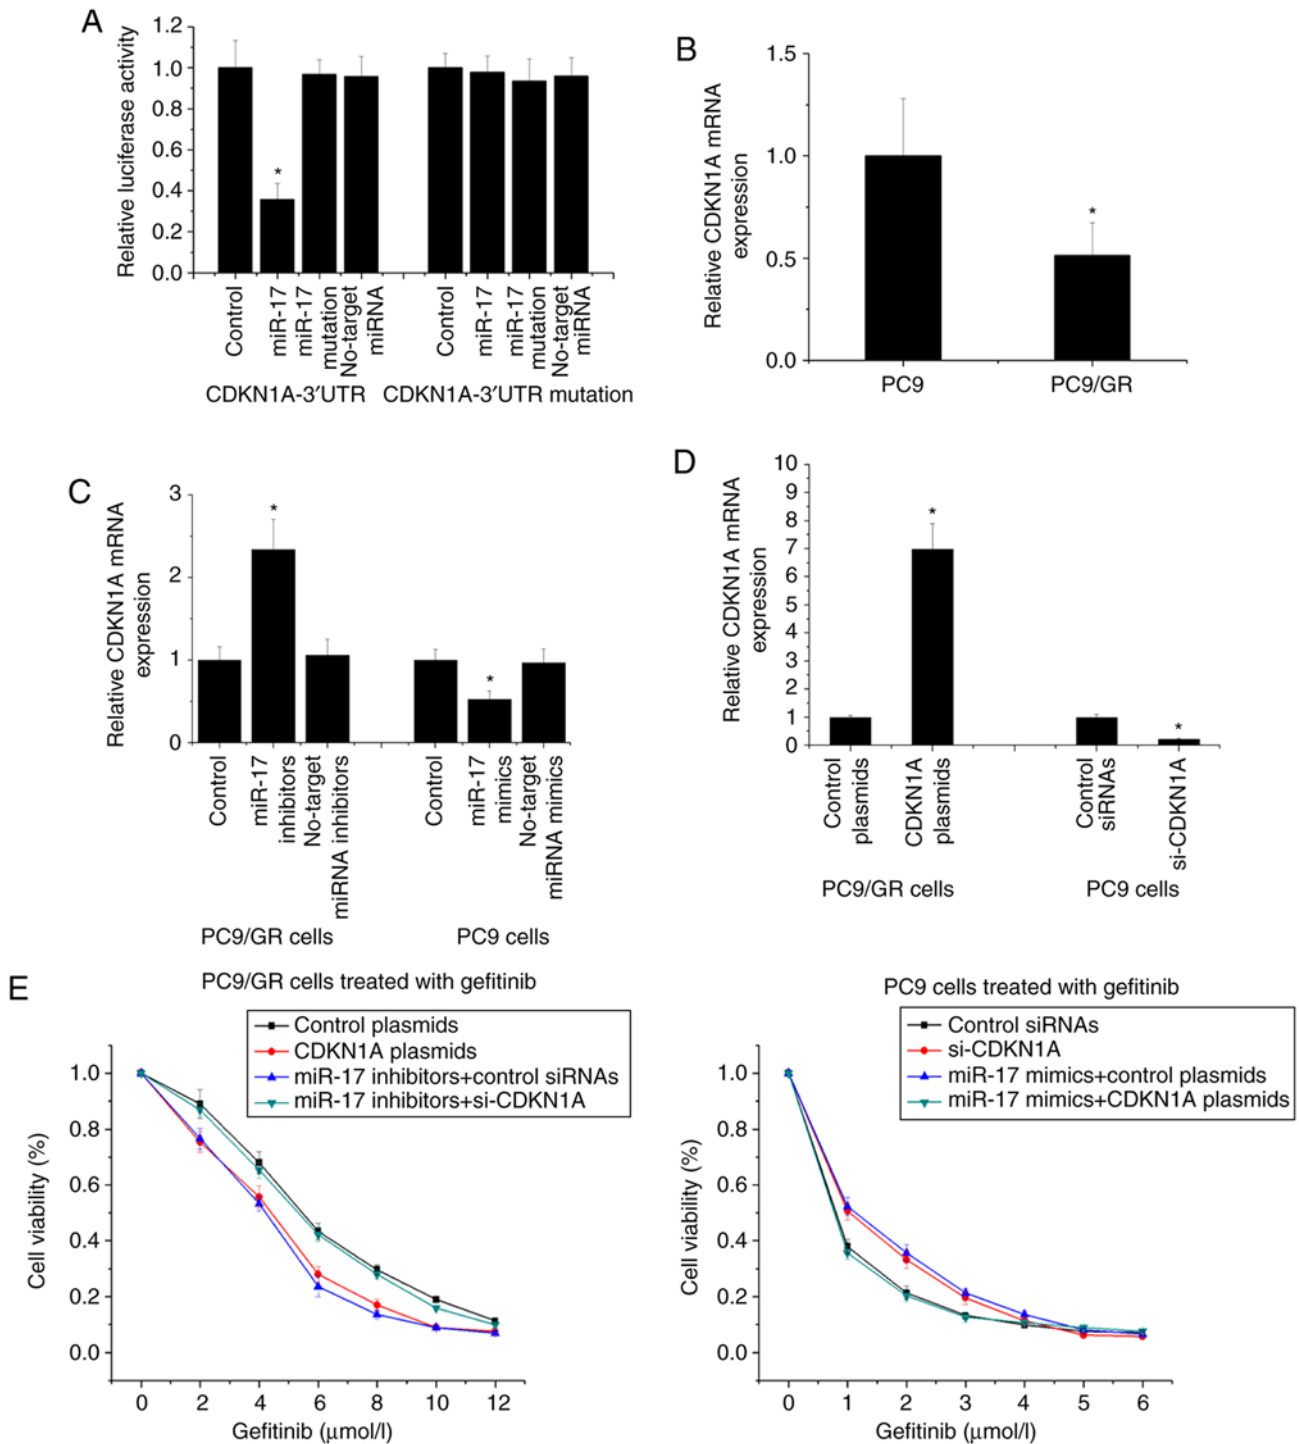 A
Relative luciferase activity
1.2
1.0
0.8
0.6
0.4
0.2
0.0
*
Control
miR-17
miR-17
mutation
No-target
miRNA
Control
miR-17
miR-17
mutation
No-target
miRNA
CDKN1A-3′UTR
CDKN1A-3′UTR mutation
B
Relative CDKN1A mRNA
expression
1.5
1.0
0.5
0.0
*
PC9
PC9/GR
C
Relative CDKN1A mRNA
expression
3
2
1
0
*
*
Control
miR-17
inhibitors
No-target
miRNA inhibitors
Control
miR-17
mimics
No-target
miRNA mimics
PC9/GR cells
PC9 cells
D
Relative CDKN1A mRNA
expression
10
9
8
7
6
5
4
3
2
1
0
*
*
Control
plasmids
CDKN1A
plasmids
Control
siRNAs
si-CDKN1A
PC9/GR cells
PC9 cells
E
PC9/GR cells treated with gefitinib
Control plasmids
CDKN1A plasmids
miR-17 inhibitors+control siRNAs
miR-17 inhibitors+si-CDKN1A
Cell viability (%)
1.0
0.8
0.6
0.4
0.2
0.0
0 2 4 6 8 10 12
Gefitinib (μmol/l)
PC9 cells treated with gefitinib
Control siRNAs
si-CDKN1A
miR-17 mimics+control plasmids
miR-17 mimics+CDKN1A plasmids
Cell viability (%)
1.0
0.8
0.6
0.4
0.2
0.0
0 1 2 3 4 5 6
Gefitinib (μmol/l)